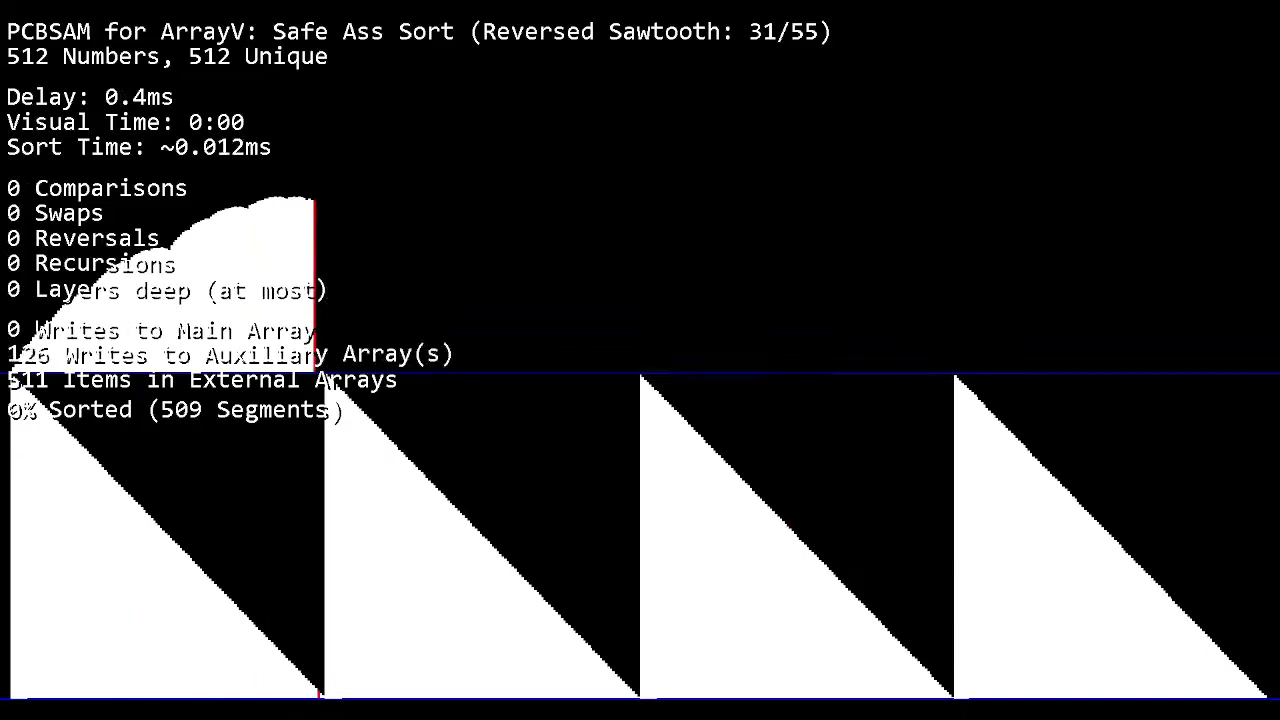 PCBSAM for ArrayV: Safe Ass Sort (Reversed Sawtooth: 31/55)
512 Numbers, 512 Unique
Delay: 0.4ms
Visual Time: 0:00
Sort Time: ~0.012ms
0 Comparisons
0 Swaps
0 Reversals
0 Recursions
0 Layers deep (at most)
0 Writes to Main Array
126 Writes to Auxiliary Array(s)
511 Items in External Arrays
0% Sorted (509 Segments)